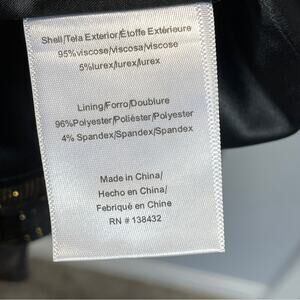 Shell/Tela Exterior/Étoffe Extérieure
95%viscose/viscosa/viscose
5%lurex/lurex/lurex
Lining/Forro/Doublure
96%Polyester/Poliéster/Polyester
4% Spandex/Spandex/Spandex
Made in China/
Hecho en China/
Fabriqué en Chine
RN # 138432